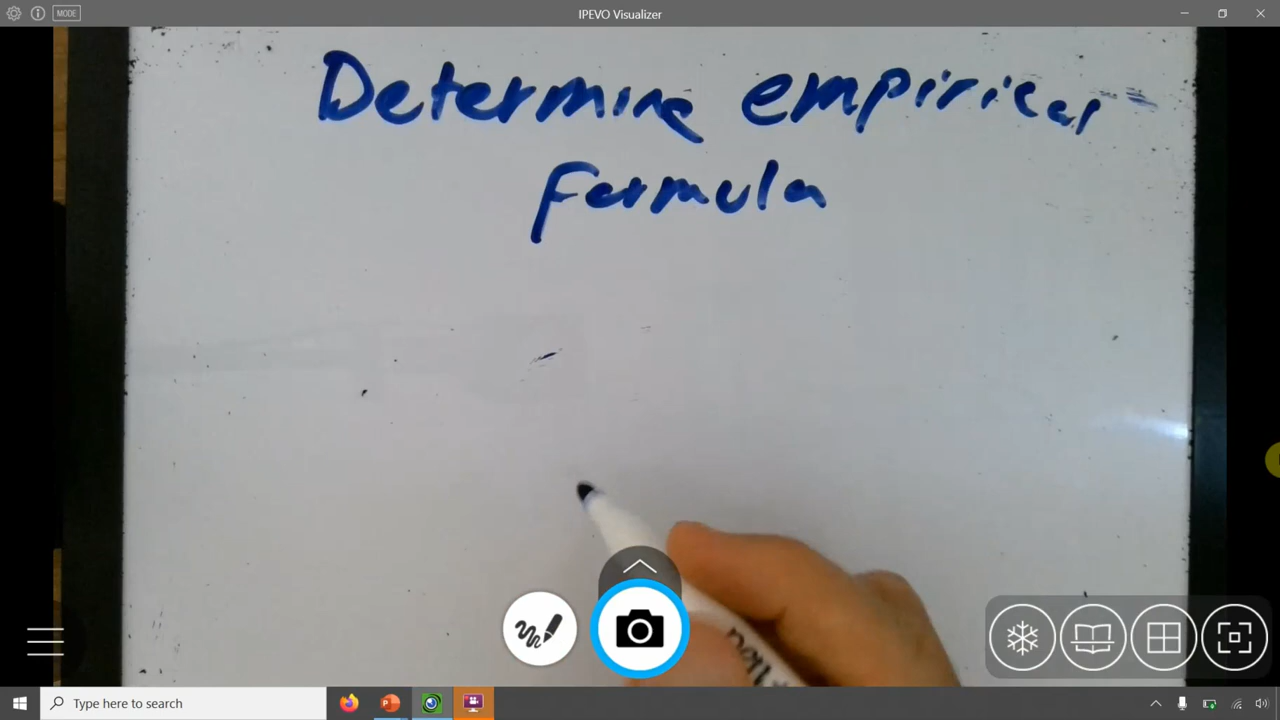 MODE
IPEVO Visualizer
Determine empirical
formula
Type here to search